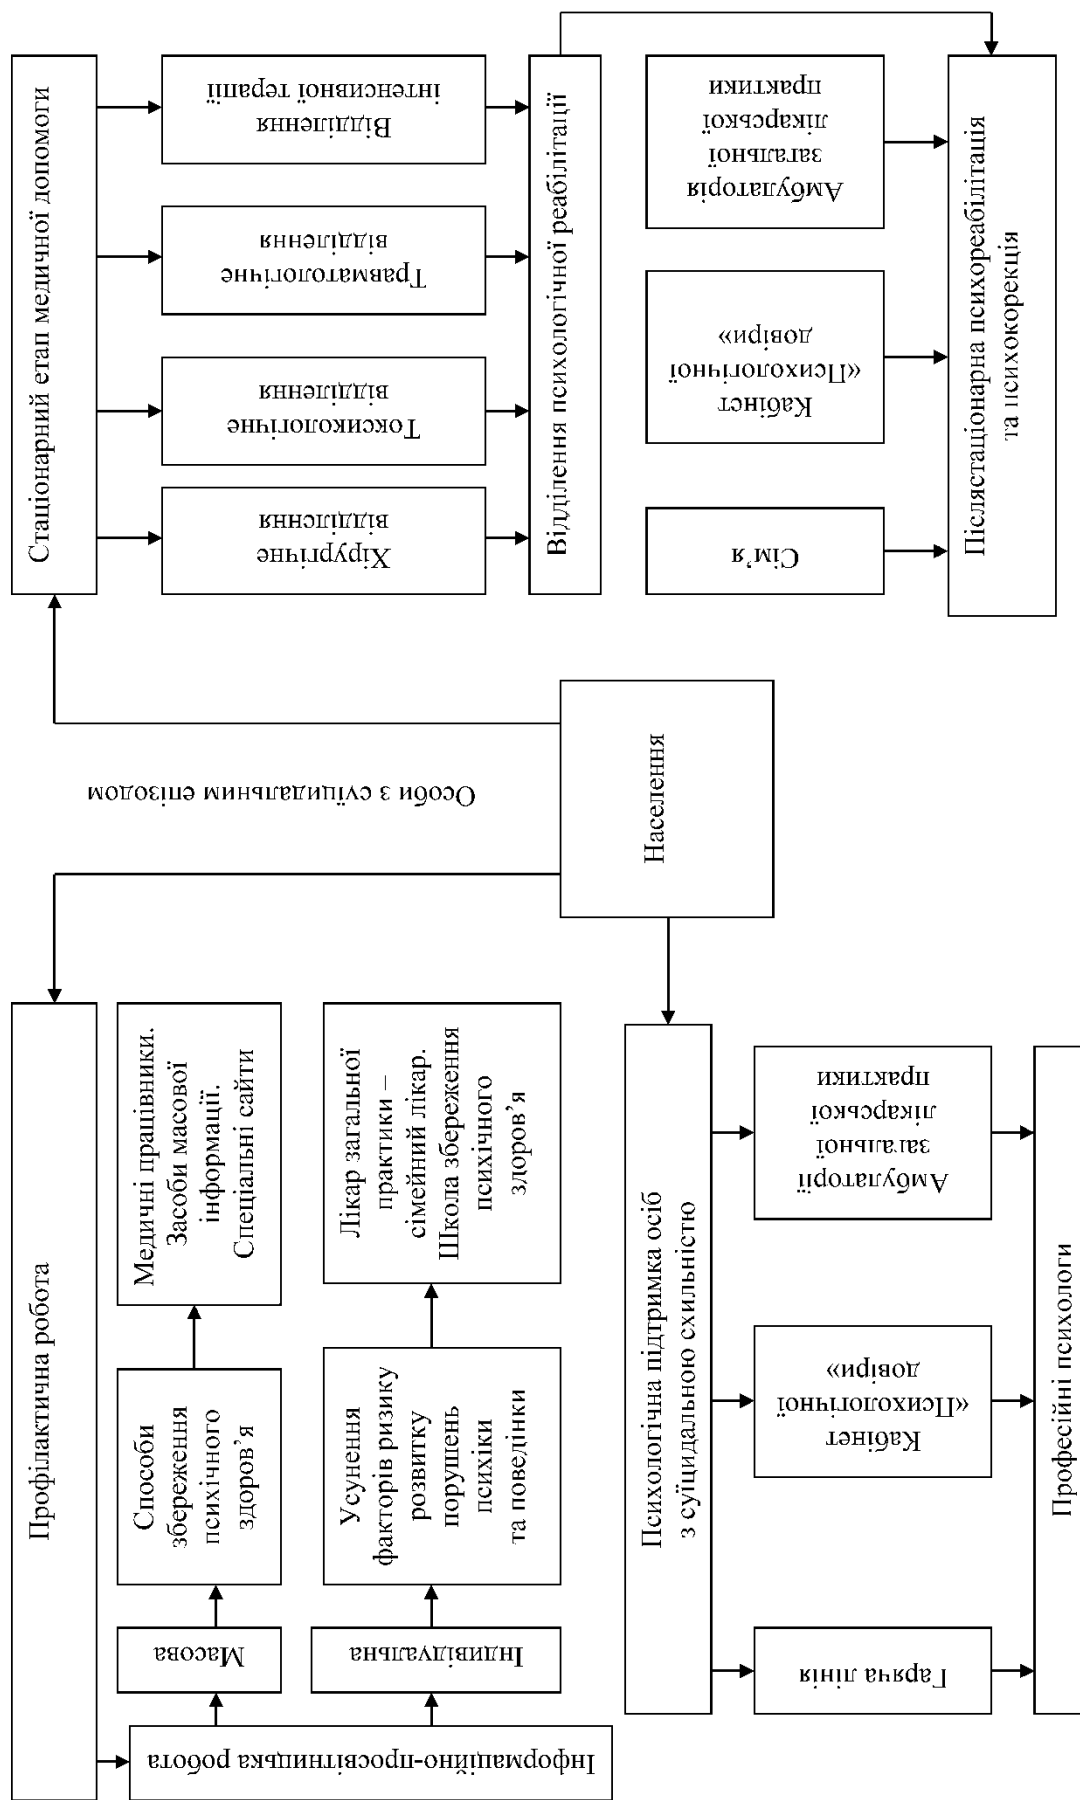 Профілактична робота
Інформаційно-просвітницька робота
Масова
Способи
збереження
психічного
здоров’я
Медичні працівники.
Засоби масової
інформації.
Спеціальні сайти
Індивідуальна
Усунення
факторів ризику
розвитку
порушень
психіки
та поведінки
Лікар загальної
практики –
сімейний лікар.
Школа збереження
психічного
здоров’я
Особи з суїцидальним епізодом
Населення
Стаціонарний етап медичної допомоги
Хірургічне
відділення
Токсикологічне
відділення
Травматологічне
відділення
Відділення
інтенсивної терапії
Відділення психологічної реабілітації
Психологічна підтримка осіб
з суїцидальною схильністю
Гаряча лінія
Кабінет
«Психологічної
довіри»
Амбулаторії
загальної
лікарської
практики
Професійні психологи
Сім’я
Кабінет
«Психологічної
довіри»
Амбулаторія
загальної
лікарської
практики
Післястаціонарна психореабілітація
та психокорекція